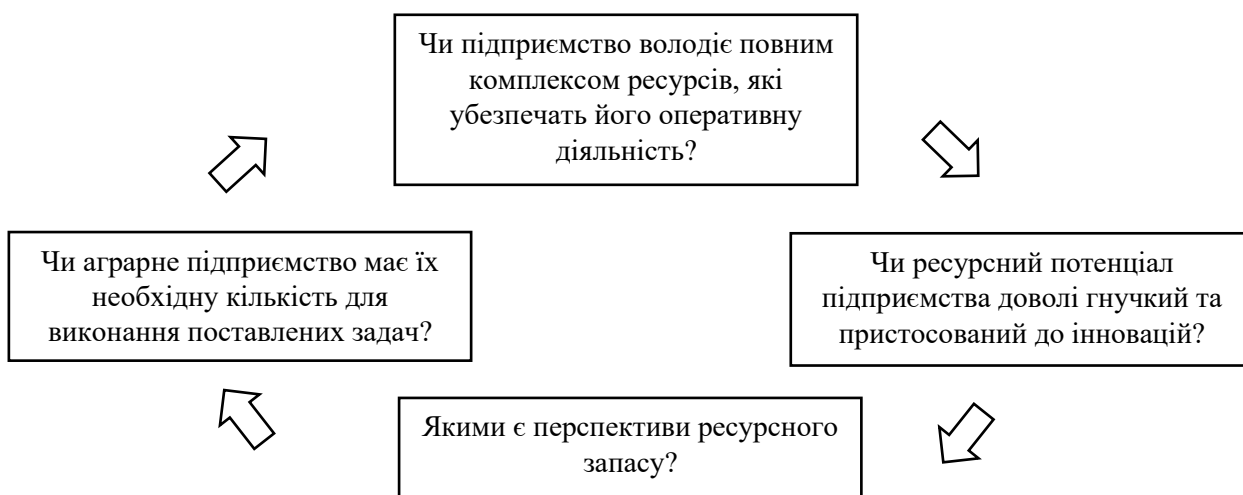 Чи підприємство володіє повним
комплексом ресурсів, які
убезпечать його оперативну
діяльність?
Чи аграрне підприємство має їх
необхідну кількість для
виконання поставлених задач?
Чи ресурсний потенціал
підприємства доволі гнучкий та
пристосований до інновацій?
Якими є перспективи ресурсного
запасу?